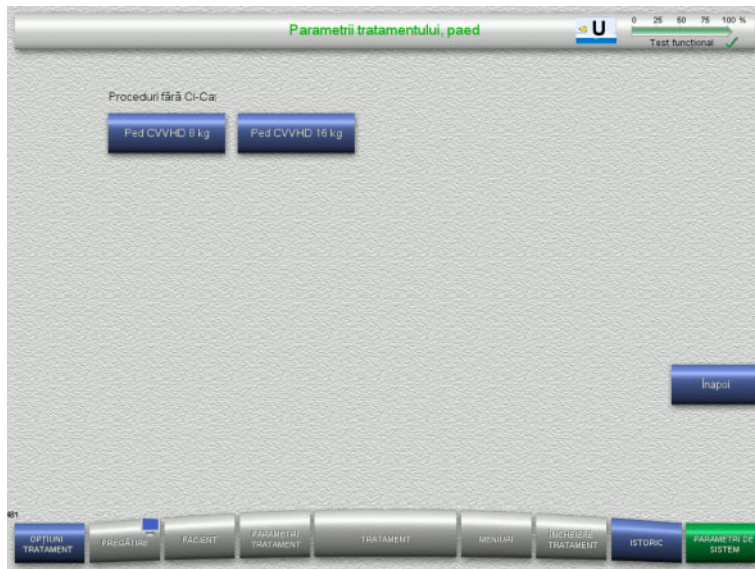 Parametrii tratamentului, paed
U
0 25 50 75 100 %
Test funcțional
Proceduri fără Ci-Ca:
Ped CVVHD 8 kg
Ped CVVHD 16 kg
Înapoi
481
OPȚIUNI TRATAMENT
PREGĂTIRE
PACIENT
PARAMETRI TRATAMENT
TRATAMENT
MENIURI
ÎNCHEIERE TRATAMENT
ISTORIC
PARAMETRI DE SISTEM